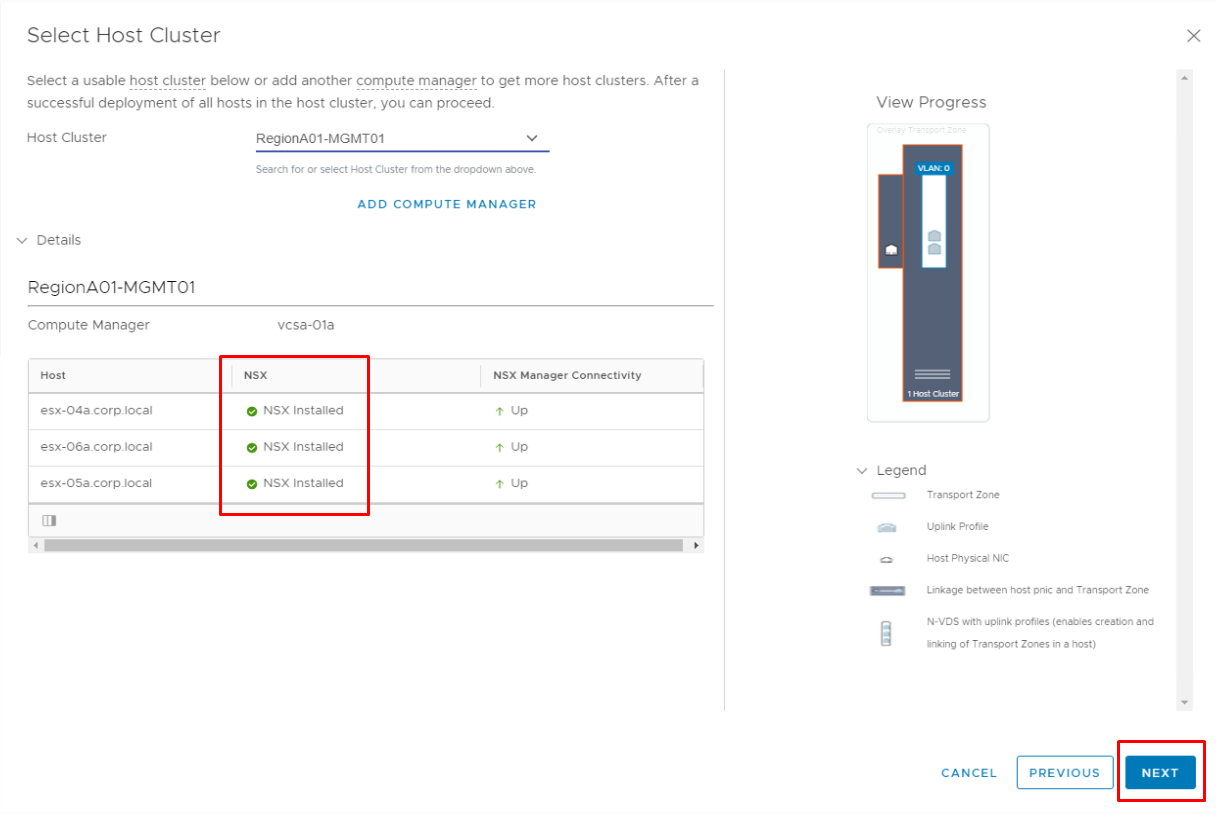 Select Host Cluster
Select a usable host cluster below or add another compute manager to get more host clusters. After a
successful deployment of all hosts in the host cluster, you can proceed.
Host Cluster
RegionA01-MGMT01
Search for or select Host Cluster from the dropdown above.
ADD COMPUTE MANAGER
Details
RegionA01-MGMT01
Compute Manager vcsa-01a
Host NSX NSX Manager Connectivity
esx-04a.corp.local NSX Installed Up
esx-06a.corp.local NSX Installed Up
esx-05a.corp.local NSX Installed Up
View Progress
Overlay Transport Zone
VLAN: 0
1 Host Cluster
Legend
Transport Zone
Uplink Profile
Host Physical NIC
Linkage between host pnic and Transport Zone
N-VDS with uplink profiles (enables creation and
linking of Transport Zones in a host)
CANCEL
PREVIOUS
NEXT